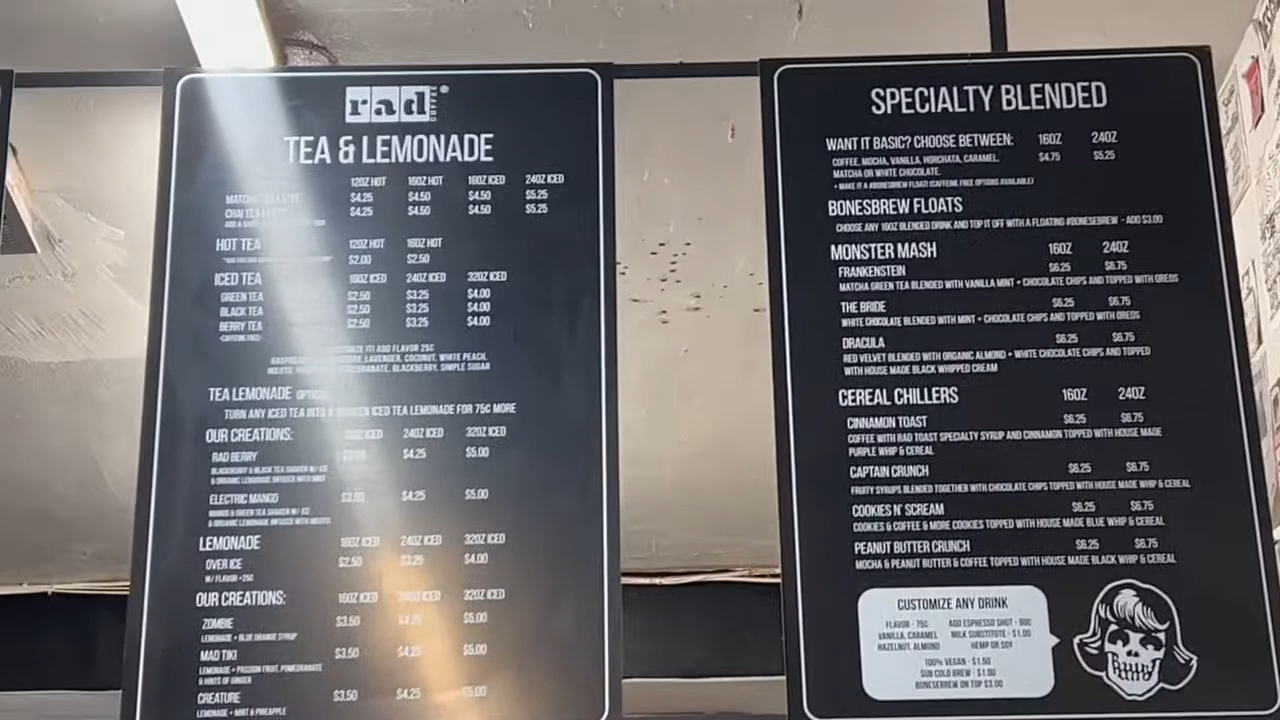 rad COFFEE
TEA & LEMONADE
12OZ HOT 16OZ HOT 16OZ ICED 24OZ ICED
MATCHA $4.25 $4.50 $4.50 $5.25
CHAI TEA $4.25 $4.50 $4.50 $5.25
HOT TEA 12OZ HOT 16OZ HOT
$2.00 $2.50
ICED TEA 16OZ ICED 24OZ ICED 32OZ ICED
GREEN TEA $2.50 $3.25 $4.00
BLACK TEA $2.50 $3.25 $4.00
BERRY TEA $2.50 $3.25 $4.00
-CAFFEINE FREE-
IT! ADD FLAVOR 25¢
LAVENDER, COCONUT, WHITE PEACH,
BLACKBERRY, SIMPLE SUGAR
TEA LEMONADE
TURN ANY ICED TEA INTO A ICED TEA LEMONADE FOR 75¢ MORE
OUR CREATIONS: 24OZ ICED 32OZ ICED
RAD BERRY $4.25 $5.00
BLACKBERRY & BLACK TEA SHAKEN W/ ICE
& ORGANIC LEMONADE INFUSED WITH MINT
ELECTRIC MANGO $3.50 $4.25 $5.00
MANGO & GREEN TEA SHAKEN W/ ICE
& ORGANIC LEMONADE INFUSED WITH
LEMONADE 16OZ ICED 24OZ ICED 32OZ ICED
OVER ICE $2.50 $3.25 $4.00
W/ FLAVOR +25¢
OUR CREATIONS: 16OZ ICED 24OZ ICED 32OZ ICED
ZOMBIE $3.50 $4.25 $5.00
LEMONADE + BLUE ORANGE SYRUP
MAD TIKI $3.50 $4.25 $5.00
LEMONADE + PASSION FRUIT, POMEGRANATE
& HINTS OF GINGER
CREATURE $3.50 $4.25 $5.00
LEMONADE + MINT & PINEAPPLE
SPECIALTY BLENDED
WANT IT BASIC? CHOOSE BETWEEN: 16OZ 24OZ
COFFEE, MOCHA, VANILLA, HORCHATA, CARAMEL, $4.75 $5.25
MATCHA OR WHITE CHOCOLATE.
+ MAKE IT A #BONESBREW FLOAT! (CAFFEINE FREE OPTIONS AVAILABLE)
BONESBREW FLOATS
CHOOSE ANY 16OZ BLENDED DRINK AND TOP IT OFF WITH A FLOATING #BONESBREW - ADD $3.00
MONSTER MASH 16OZ 24OZ
FRANKENSTEIN $6.25 $6.75
MATCHA GREEN TEA BLENDED WITH VANILLA MINT + CHOCOLATE CHIPS AND TOPPED WITH OREOS
THE BRIDE $6.25 $6.75
WHITE CHOCOLATE BLENDED WITH MINT + CHOCOLATE CHIPS AND TOPPED WITH OREOS
DRACULA $6.25 $6.75
RED VELVET BLENDED WITH ORGANIC ALMOND + WHITE CHOCOLATE CHIPS AND TOPPED
WITH HOUSE MADE BLACK WHIPPED CREAM
CEREAL CHILLERS 16OZ 24OZ
CINNAMON TOAST $6.25 $6.75
COFFEE WITH RAD TOAST SPECIALTY SYRUP AND CINNAMON TOPPED WITH HOUSE MADE
PURPLE WHIP & CEREAL
CAPTAIN CRUNCH $6.25 $6.75
FRUITY SYRUPS BLENDED TOGETHER WITH CHOCOLATE CHIPS TOPPED WITH HOUSE MADE WHIP & CEREAL
COOKIES N' SCREAM $6.25 $6.75
COOKIES & COFFEE & MORE COOKIES TOPPED WITH HOUSE MADE BLUE WHIP & CEREAL
PEANUT BUTTER CRUNCH $6.25 $6.75
MOCHA & PEANUT BUTTER & COFFEE TOPPED WITH HOUSE MADE BLACK WHIP & CEREAL
CUSTOMIZE ANY DRINK
FLAVOR - 75¢ ADD ESPRESSO SHOT - 90¢
VANILLA, CARAMEL MILK SUBSTITUTE - $1.00
HAZELNUT, ALMOND HEMP OR SOY
100% VEGAN - $1.50
SUB COLD BREW - $1.00
BONESBREW ON TOP $3.00